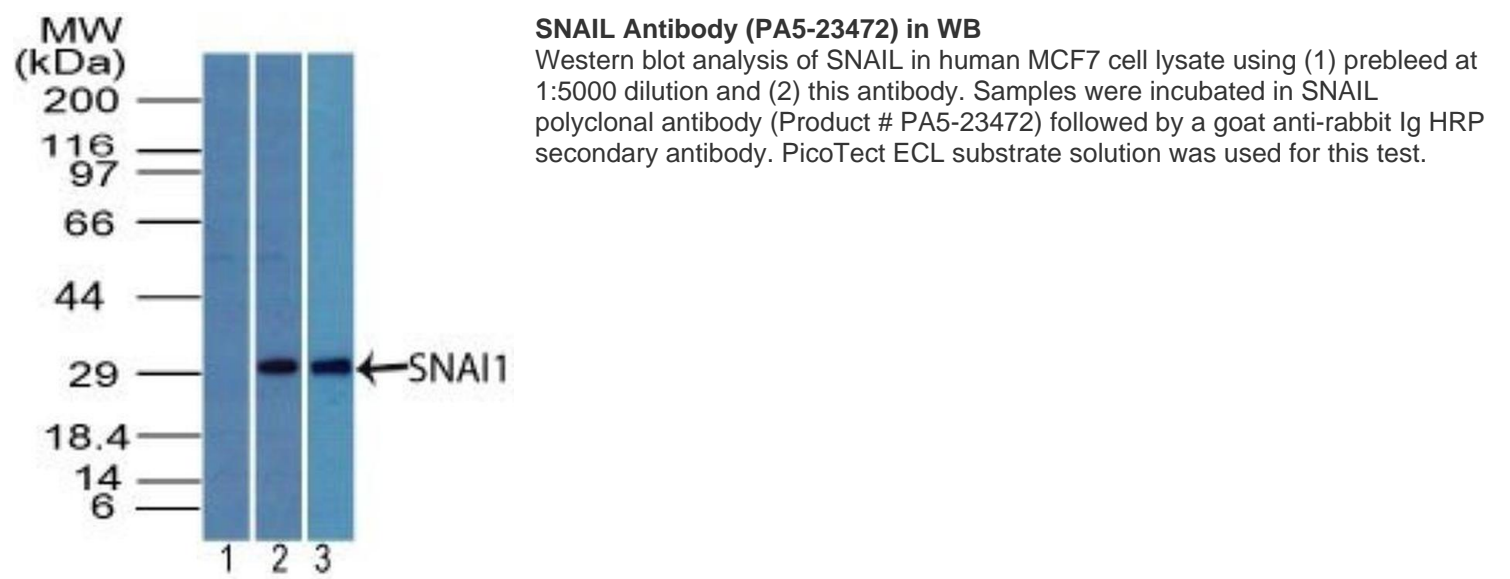 MW
(kDa)
200
116
97
66
44
29
18.4
14
6
SNAI1
1 2 3
SNAIL Antibody (PA5-23472) in WB
Western blot analysis of SNAIL in human MCF7 cell lysate using (1) prebleed at
1:5000 dilution and (2) this antibody. Samples were incubated in SNAIL
polyclonal antibody (Product # PA5-23472) followed by a goat anti-rabbit Ig HRP
secondary antibody. PicoTect ECL substrate solution was used for this test.